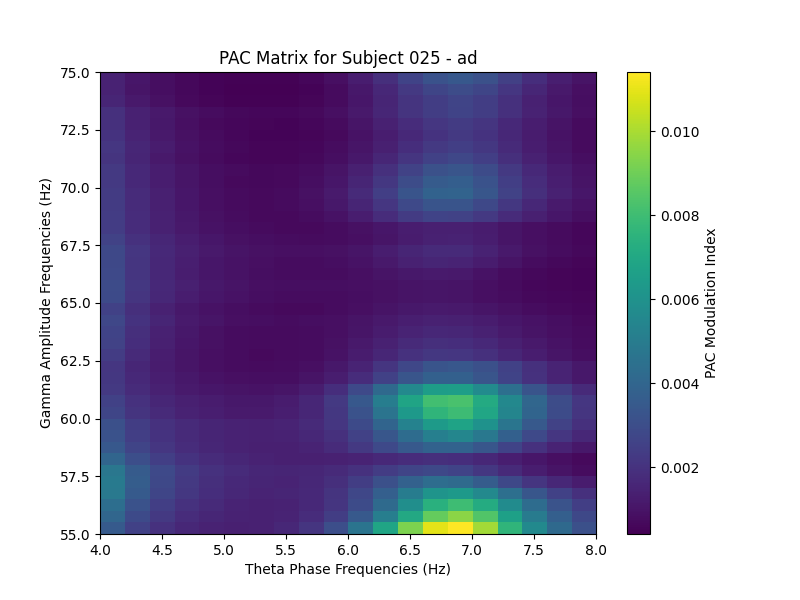 PAC Matrix for Subject 025 - ad
75.0
72.5
70.0
67.5
65.0
62.5
60.0
57.5
55.0
Gamma Amplitude Frequencies (Hz)
4.0 4.5 5.0 5.5 6.0 6.5 7.0 7.5 8.0
Theta Phase Frequencies (Hz)
0.010
0.008
0.006
0.004
0.002
PAC Modulation Index